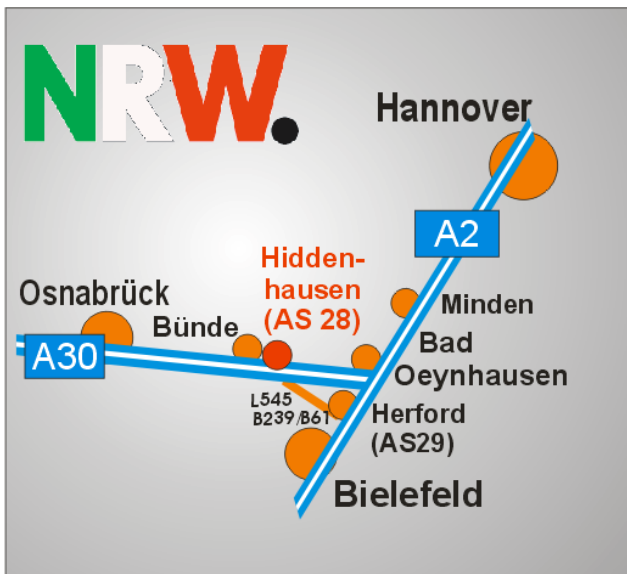 NRW.
Hannover
A2
Hidden-
hausen
(AS 28)
Osnabrück
Bünde
Minden
A30
Bad
Oeynhausen
L545
B239/B61
Herford
(AS29)
Bielefeld